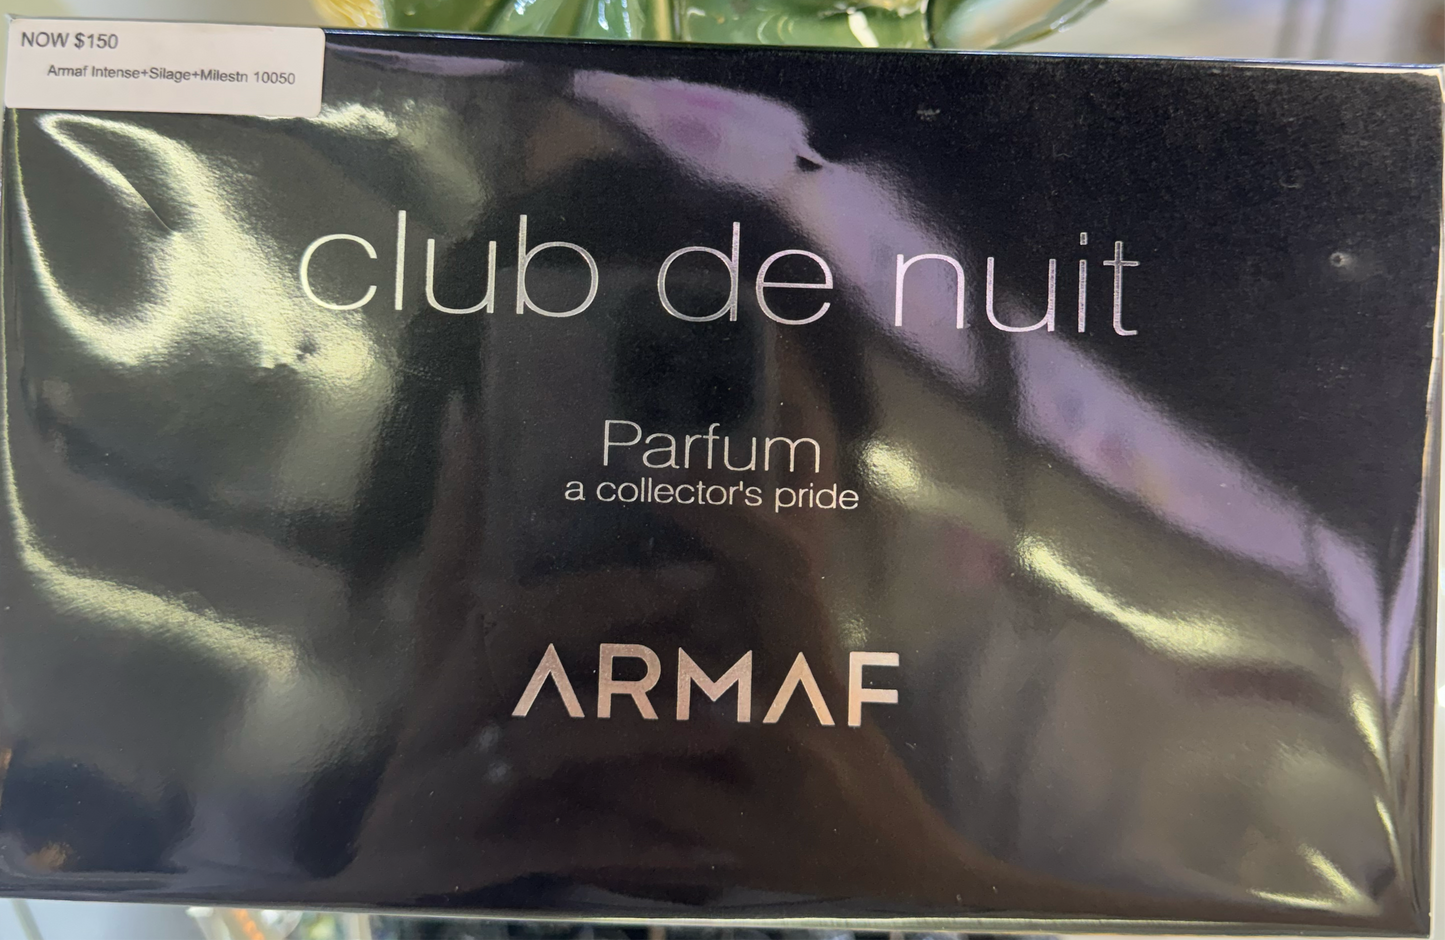 NOW $150
Armaf Intense+Silage+Milestn 10050
club de nuit
Parfum
a collector's pride
ARMAF